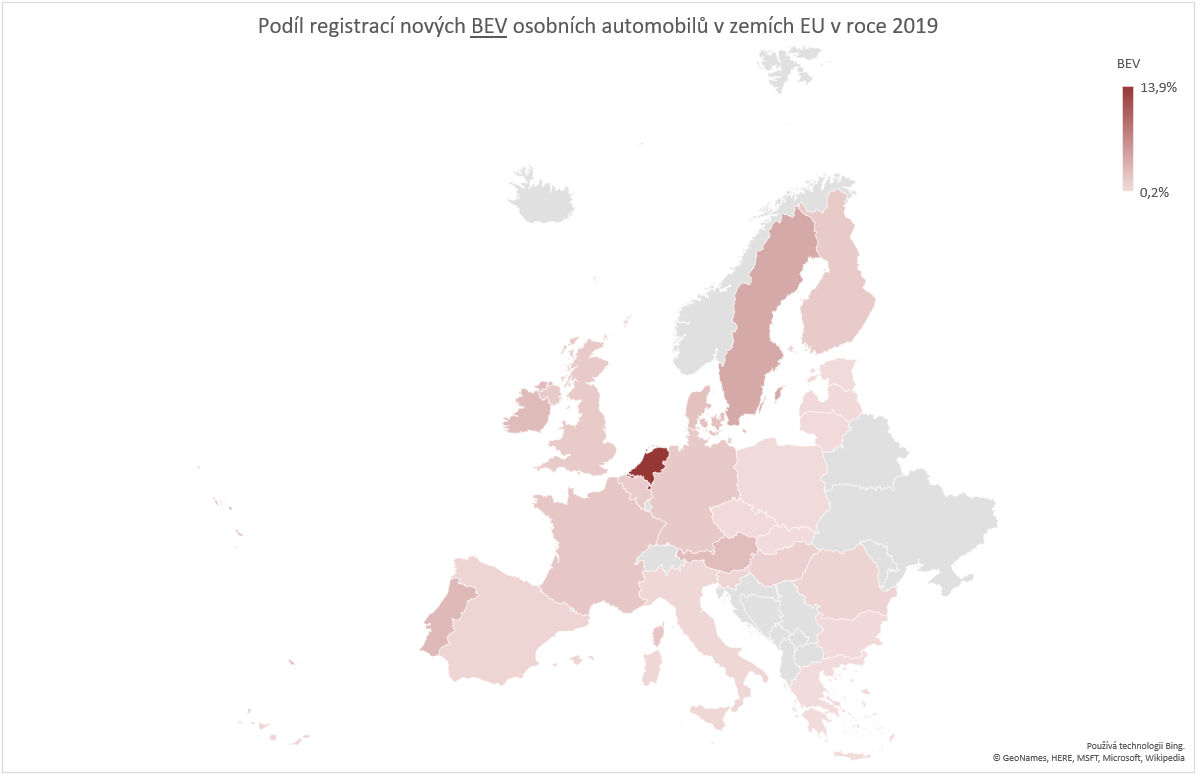 Podíl registrací nových BEV osobních automobilů v zemích EU v roce 2019
BEV
13,9%
0,2%
Používá technologii Bing.
© GeoNames, HERE, MSFT, Microsoft, Wikipedia